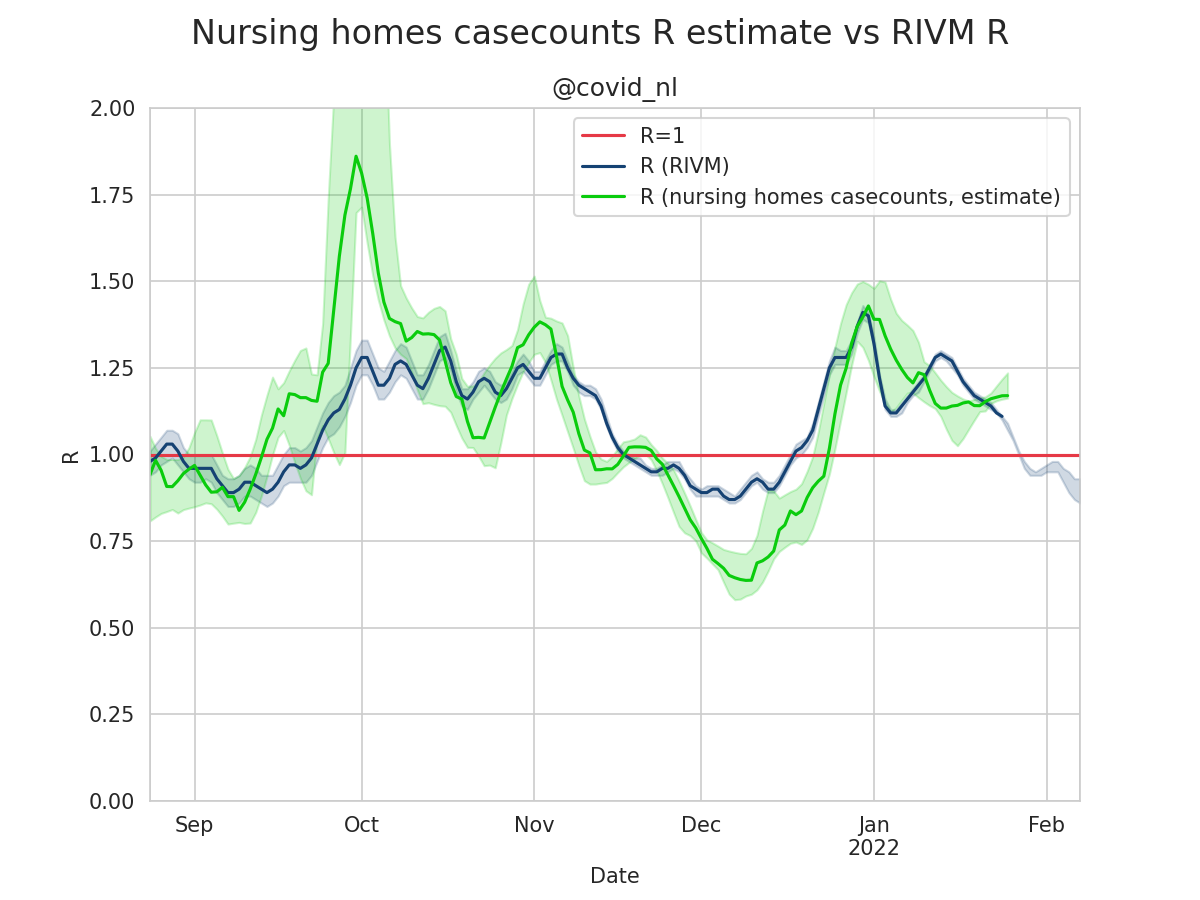 Nursing homes casecounts R estimate vs RIVM R
@covid_nl
R=1
R (RIVM)
R (nursing homes casecounts, estimate)
2.00
1.75
1.50
1.25
1.00
0.75
0.50
0.25
0.00
R
Sep
Oct
Nov
Dec
Jan
2022
Feb
Date